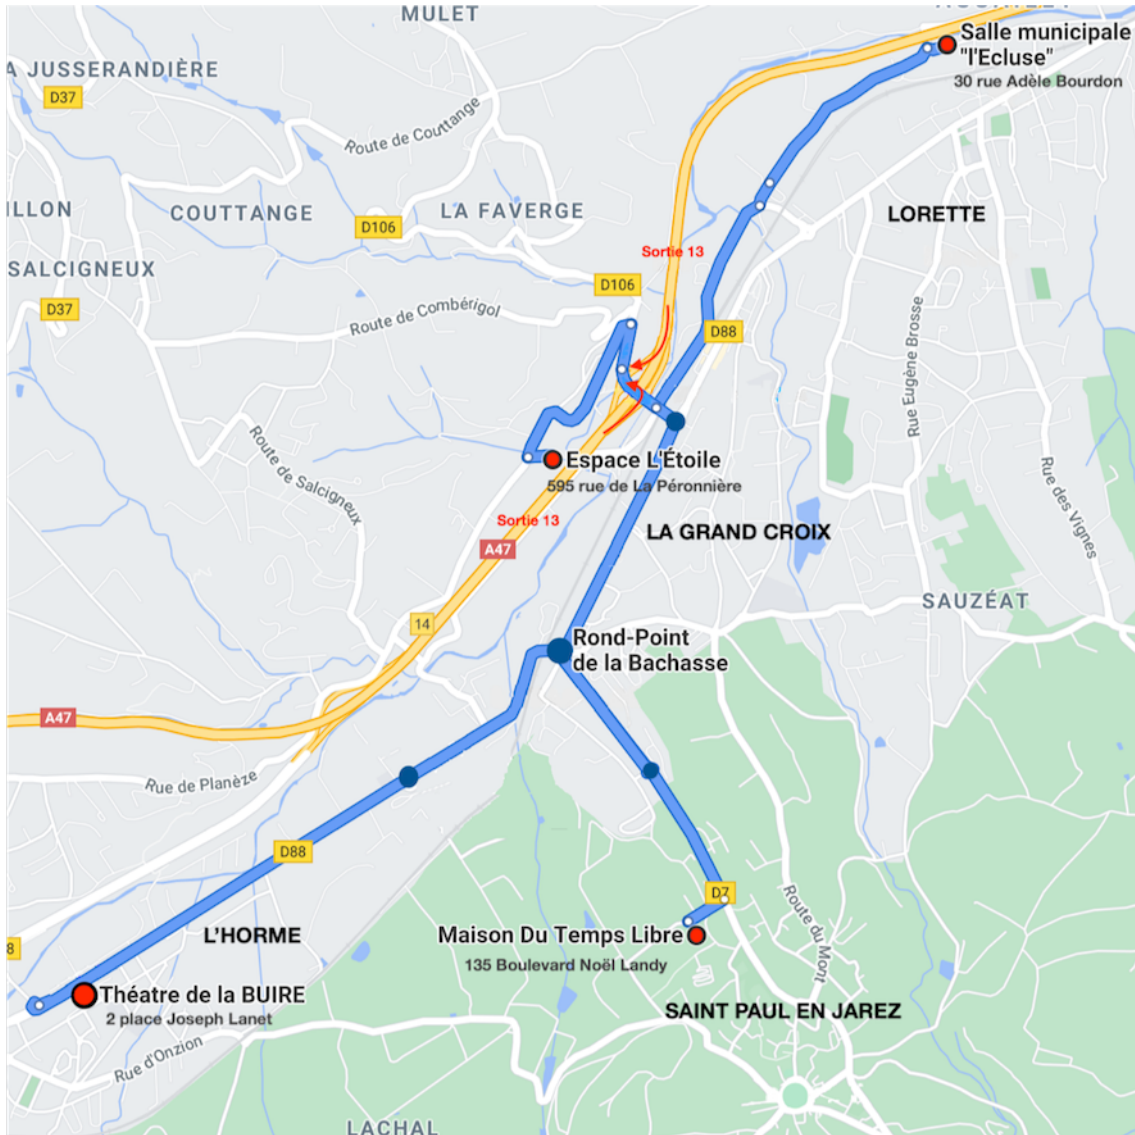 MULET
Salle municipale
"l'Ecluse"
30 rue Adèle Bourdon
A JUSSERANDIÈRE
D37
Route de Couttange
ILLON
COUTTANGE
LA FAVERGE
LORETTE
D106
Sortie 13
SALCIGNEUX
D106
D37
Route de Combérigol
D88
Rue Eugène Brosse
Route de Salcigneux
Espace L'Étoile
595 rue de La Péronnière
Rue des Vignes
Sortie 13
LA GRAND CROIX
A47
SAUZÉAT
14
Rond-Point
de la Bachasse
A47
Rue de Planèze
D88
D7
Route du Mont
8
L'HORME
Maison Du Temps Libre
135 Boulevard Noël Landy
Théatre de la BUIRE
2 place Joseph Lanet
SAINT PAUL EN JAREZ
Rue d'Onzion
LACHAL